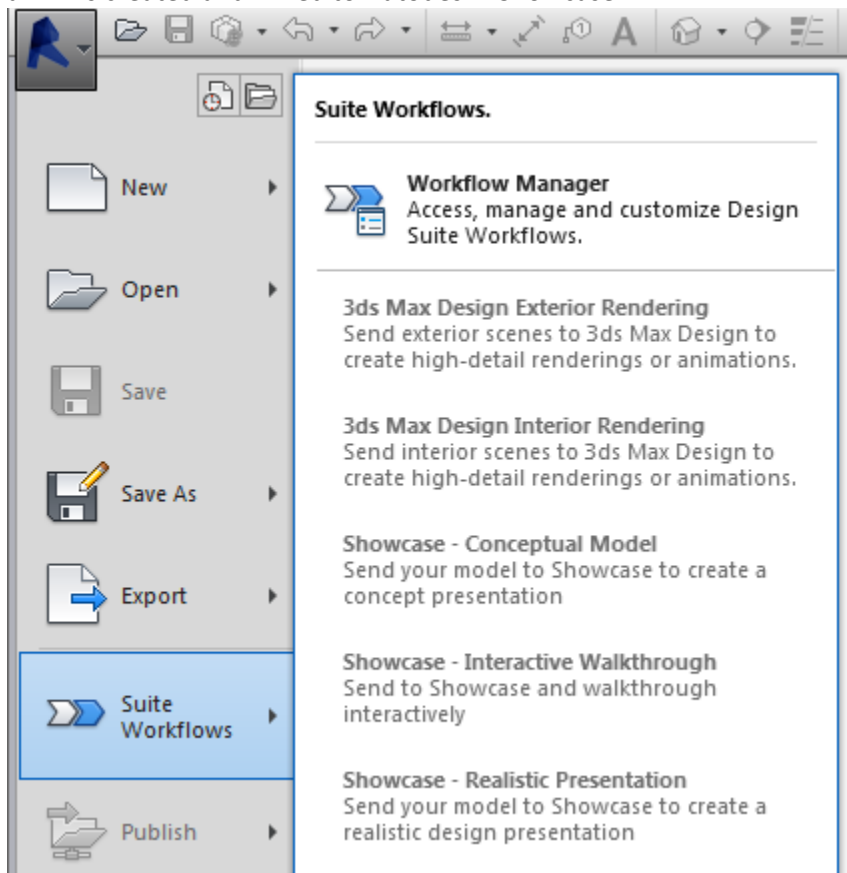 Suite Workflows.
New
Workflow Manager
Access, manage and customize Design
Suite Workflows.
Open
3ds Max Design Exterior Rendering
Send exterior scenes to 3ds Max Design to
create high-detail renderings or animations.
Save
3ds Max Design Interior Rendering
Send interior scenes to 3ds Max Design to
create high-detail renderings or animations.
Save As
Showcase - Conceptual Model
Send your model to Showcase to create a
concept presentation
Export
Showcase - Interactive Walkthrough
Send to Showcase and walkthrough
interactively
Suite
Workflows
Showcase - Realistic Presentation
Send your model to Showcase to create a
realistic design presentation
Publish